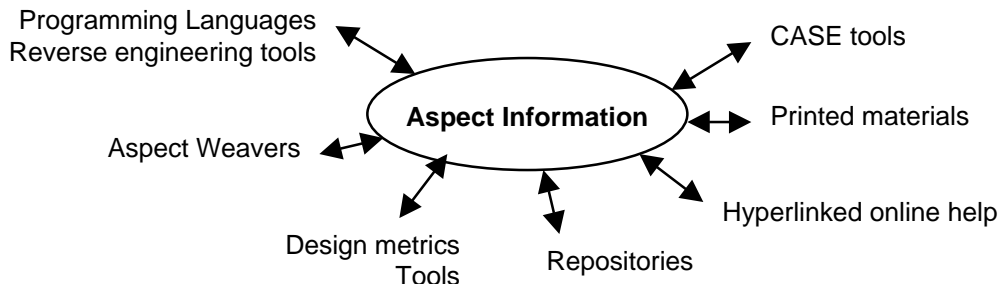 Programming Languages
Reverse engineering tools
CASE tools
Aspect Information
Printed materials
Aspect Weavers
Hyperlinked online help
Design metrics
Tools
Repositories